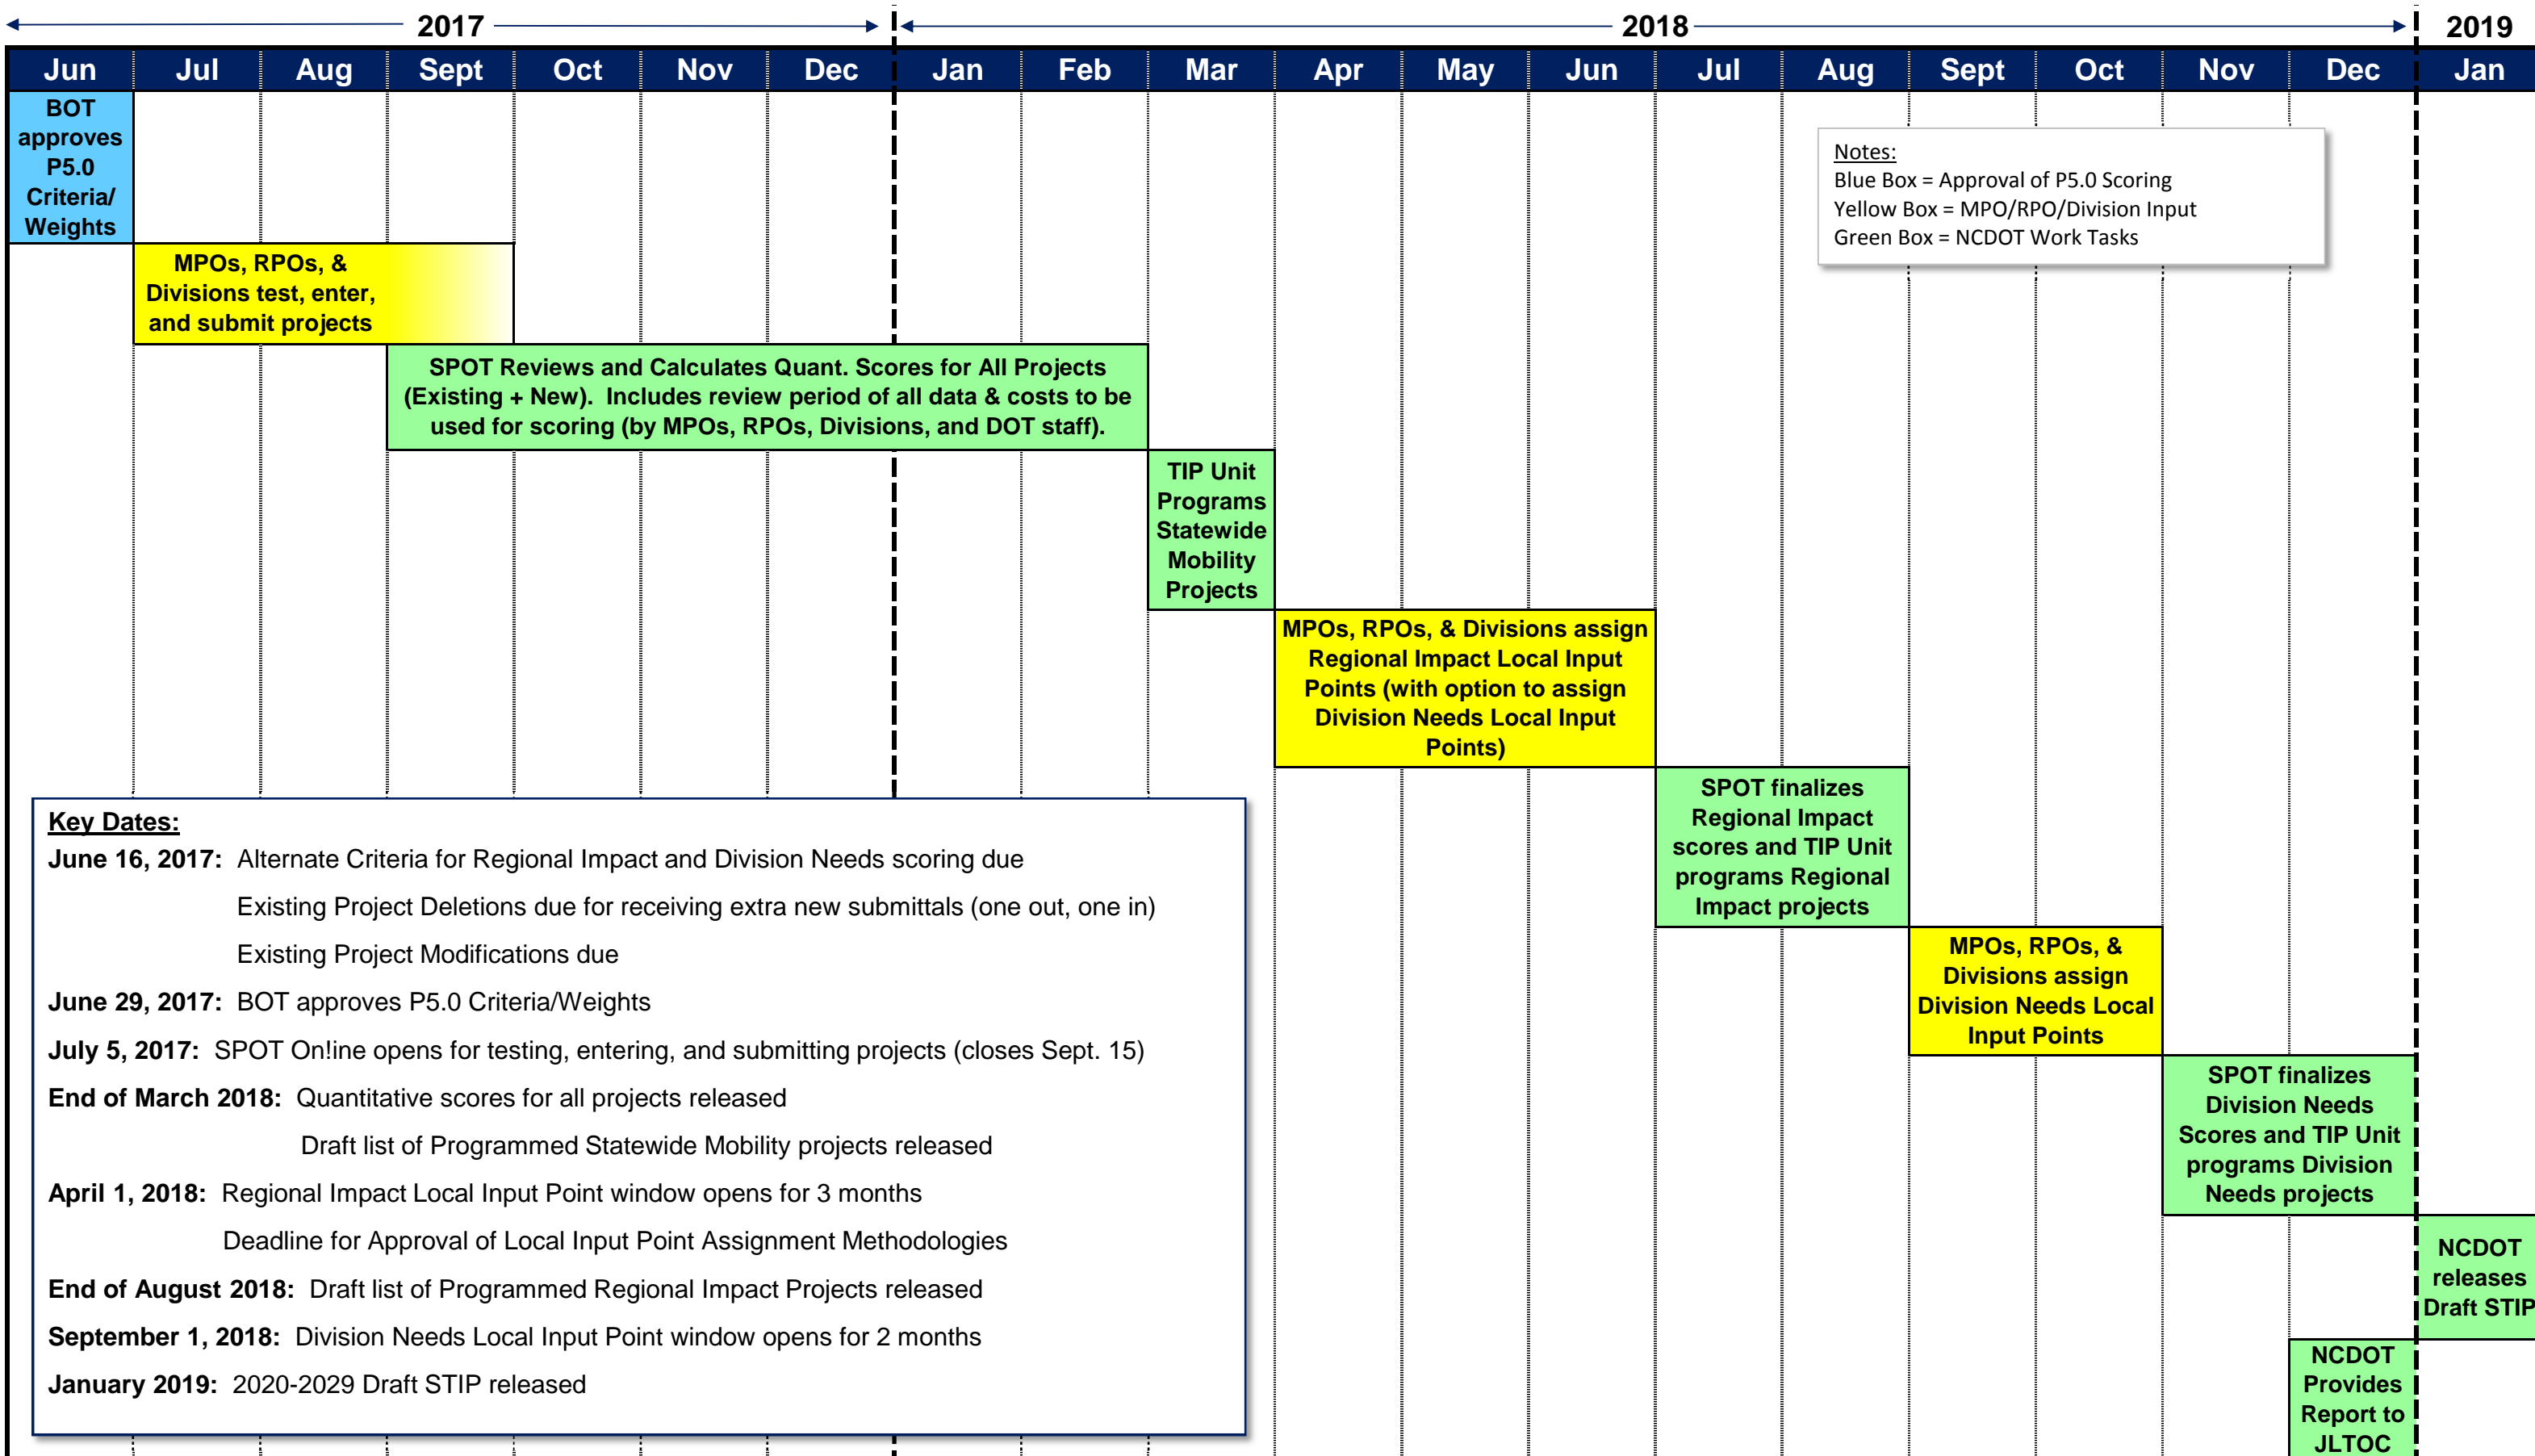 2017 2018 2019
Jun Jul Aug Sept Oct Nov Dec Jan Feb Mar Apr May Jun Jul Aug Sept Oct Nov Dec Jan
BOT
approves
P5.0
Criteria/
Weights
Notes:
Blue Box = Approval of P5.0 Scoring
Yellow Box = MPO/RPO/Division Input
Green Box = NCDOT Work Tasks
MPOs, RPOs, &
Divisions test, enter,
and submit projects
SPOT Reviews and Calculates Quant. Scores for All Projects
(Existing + New). Includes review period of all data & costs to be
used for scoring (by MPOs, RPOs, Divisions, and DOT staff).
TIP Unit
Programs
Statewide
Mobility
Projects
MPOs, RPOs, & Divisions assign
Regional Impact Local Input
Points (with option to assign
Division Needs Local Input
Points)
SPOT finalizes
Regional Impact
scores and TIP Unit
programs Regional
Impact projects
MPOs, RPOs, &
Divisions assign
Division Needs Local
Input Points
SPOT finalizes
Division Needs
Scores and TIP Unit
programs Division
Needs projects
NCDOT
releases
Draft STIP
NCDOT
Provides
Report to
JLTOC
Key Dates:
June 16, 2017: Alternate Criteria for Regional Impact and Division Needs scoring due
Existing Project Deletions due for receiving extra new submittals (one out, one in)
Existing Project Modifications due
June 29, 2017: BOT approves P5.0 Criteria/Weights
July 5, 2017: SPOT On!ine opens for testing, entering, and submitting projects (closes Sept. 15)
End of March 2018: Quantitative scores for all projects released
Draft list of Programmed Statewide Mobility projects released
April 1, 2018: Regional Impact Local Input Point window opens for 3 months
Deadline for Approval of Local Input Point Assignment Methodologies
End of August 2018: Draft list of Programmed Regional Impact Projects released
September 1, 2018: Division Needs Local Input Point window opens for 2 months
January 2019: 2020-2029 Draft STIP released